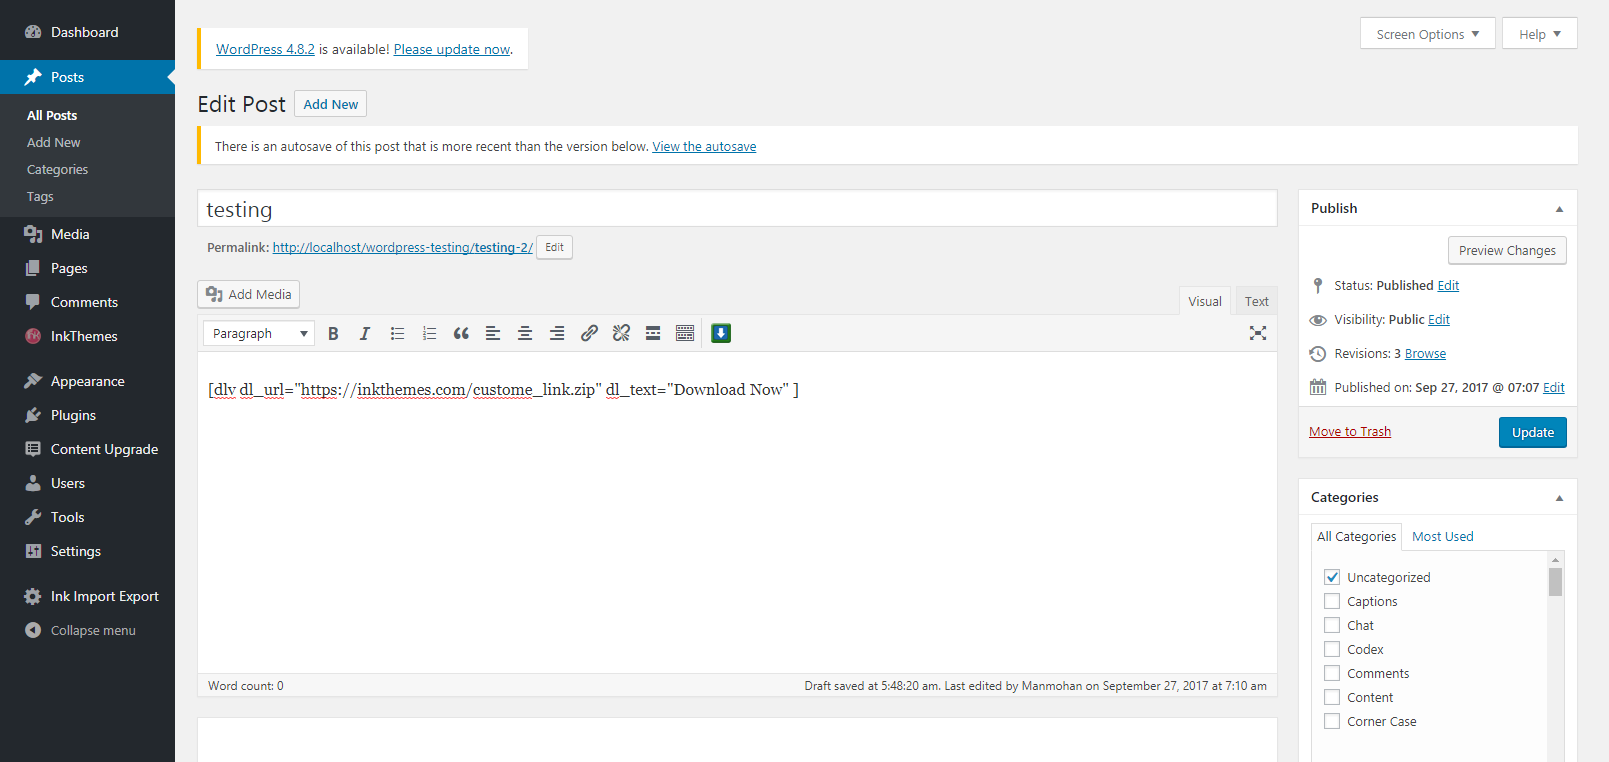 Dashboard
Posts
All Posts
Add New
Categories
Tags
Media
Pages
Comments
InkThemes
Appearance
Plugins
Content Upgrade
Users
Tools
Settings
Ink Import Export
Collapse menu
WordPress 4.8.2 is available! Please update now.
Screen Options
Help
Edit Post Add New
There is an autosave of this post that is more recent than the version below. View the autosave
testing
Permalink: http://localhost/wordpress-testing/testing-2/ Edit
Add Media
Visual Text
Paragraph B I
[dlv dl_url="https://inkthemes.com/custome_link.zip" dl_text="Download Now" ]
Word count: 0
Draft saved at 5:48:20 am. Last edited by Manmohan on September 27, 2017 at 7:10 am
Publish
Preview Changes
Status: Published Edit
Visibility: Public Edit
Revisions: 3 Browse
Published on: Sep 27, 2017 @ 07:07 Edit
Move to Trash Update
Categories
All Categories Most Used
Uncategorized
Captions
Chat
Codex
Comments
Content
Corner Case